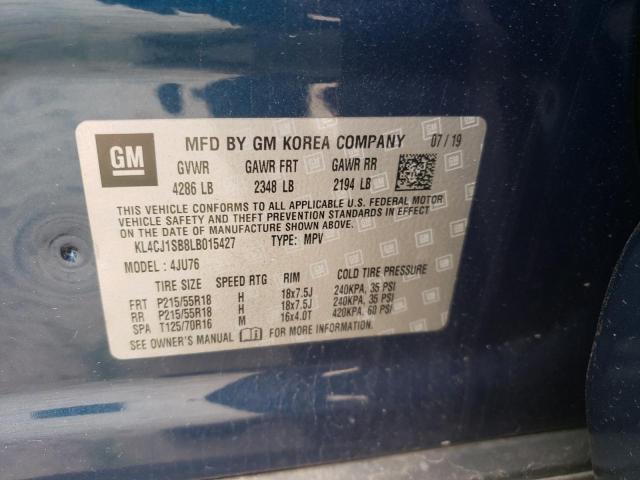 GM MFD BY GM KOREA COMPANY 07/19
GVWR GAWR FRT GAWR RR
4286 LB 2348 LB 2194 LB
THIS VEHICLE CONFORMS TO ALL APPLICABLE U.S. FEDERAL MOTOR
VEHICLE SAFETY AND THEFT PREVENTION STANDARDS IN EFFECT
ON THE DATE OF MANUFACTURE SHOWN ABOVE.
KL4CJ1SB8LB015427 TYPE: MPV
MODEL: 4JU76
TIRE SIZE SPEED RTG RIM COLD TIRE PRESSURE
FRT P215/55R18 H 18x7.5J 240KPA, 35 PSI
RR P215/55R18 H 18x7.5J 240KPA, 35 PSI
SPA T125/70R16 M 16x4.0T 420KPA, 60 PSI
SEE OWNER'S MANUAL FOR MORE INFORMATION.